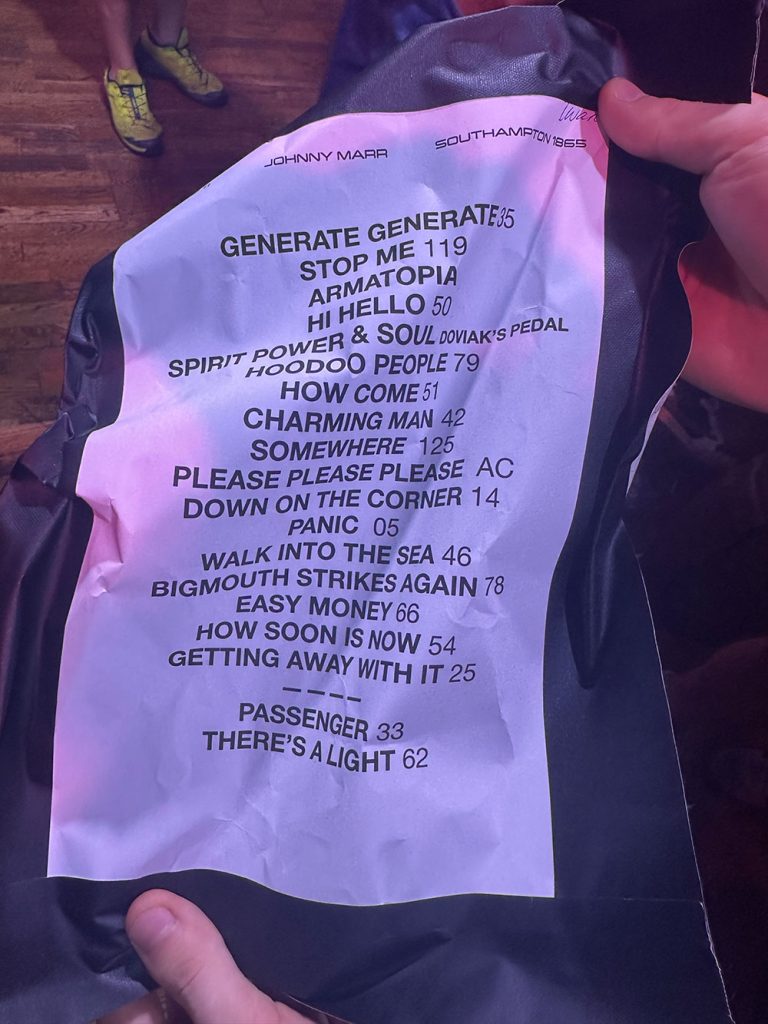 JOHNNY MARR SOUTHAMPTON 1865
GENERATE GENERATE 35
STOP ME 119
ARMATOPIA
HI HELLO 50
SPIRIT POWER & SOUL DOVIAK'S PEDAL
HOODOO PEOPLE 79
HOW COME 51
CHARMING MAN 42
SOMEWHERE 125
PLEASE PLEASE PLEASE AC
DOWN ON THE CORNER 14
PANIC 05
WALK INTO THE SEA 46
BIGMOUTH STRIKES AGAIN 78
EASY MONEY 66
HOW SOON IS NOW 54
GETTING AWAY WITH IT 25
————
PASSENGER 33
THERE'S A LIGHT 62